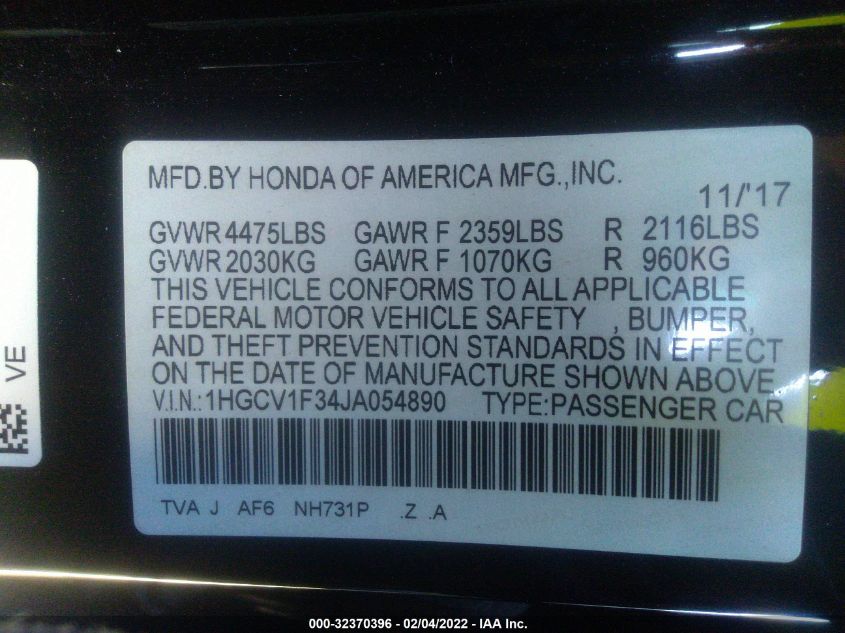 MFD.BY HONDA OF AMERICA MFG.,INC.
11/'17
GVWR 4475LBS GAWR F 2359LBS R 2116LBS
GVWR 2030KG GAWR F 1070KG R 960KG
THIS VEHICLE CONFORMS TO ALL APPLICABLE
FEDERAL MOTOR VEHICLE SAFETY , BUMPER,
AND THEFT PREVENTION STANDARDS IN EFFECT
ON THE DATE OF MANUFACTURE SHOWN ABOVE.
V.I.N.:1HGCV1F34JA054890 TYPE:PASSENGER CAR
TVA J AF6 NH731P .Z .A
VE
000-32370396 - 02/04/2022 - IAA Inc.